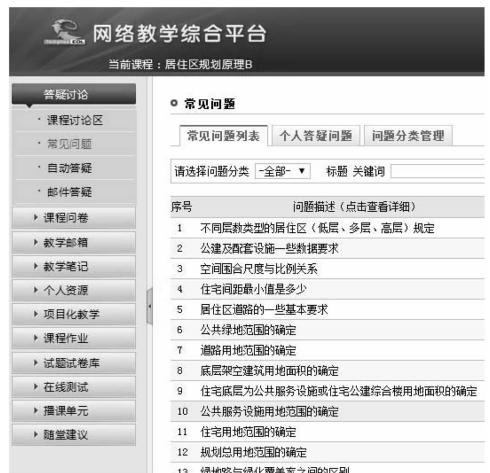 网络教学综合平台
当前课程：居住区规划原理B
答疑讨论
· 课程讨论区
· 常见问题
· 自动答疑
· 邮件答疑
课程问卷
教学邮箱
教学笔记
个人资源
项目化教学
课程作业
试题试卷库
在线测试
播课单元
随堂建议
常见问题
常见问题列表 个人答疑问题 问题分类管理
请选择问题分类 -全部- ▼ 标题 关键词
序号 问题描述（点击查看详细）
1 不同层数类型的居住区（低层、多层、高层）规定
2 公建及配套设施一些数据要求
3 空间围合尺度与比例关系
4 住宅间距最小值是多少
5 居住区道路的一些基本要求
6 公共绿地范围的确定
7 道路用地范围的确定
8 底层架空建筑用地面积的确定
9 住宅底层为公共服务设施或住宅公建综合楼用地面积的确定
10 公共服务设施用地范围的确定
11 住宅用地范围的确定
12 规划总用地范围的确定
13 绿地率与绿化覆盖率之间的区别